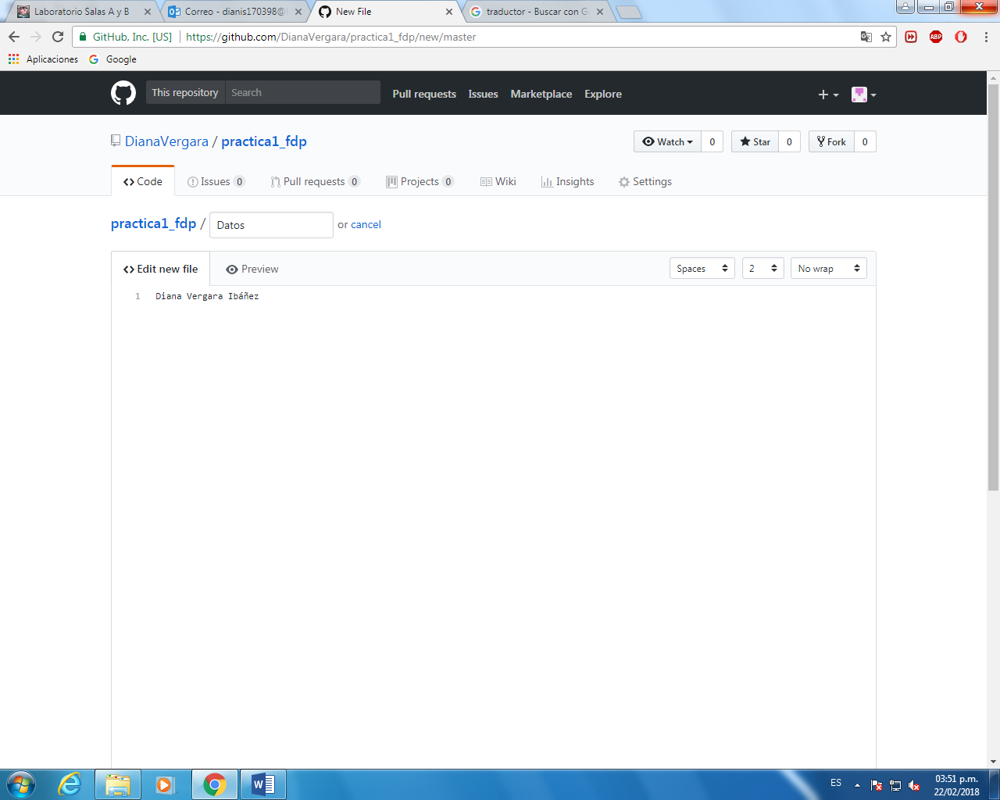 Laboratorio Salas A y B
Correo - dianis170398@
New File
traductor - Buscar con G
GitHub, Inc. [US]
https://github.com/DianaVergara/practica1_fdp/new/master
ABP
Aplicaciones
Google
This repository
Search
Pull requests
Issues
Marketplace
Explore
DianaVergara / practica1_fdp
Watch 0
Star 0
Fork 0
Code
Issues 0
Pull requests 0
Projects 0
Wiki
Insights
Settings
practica1_fdp / Datos or cancel
Edit new file
Preview
Spaces
2
No wrap
1 Diana Vergara Ibáñez
ES
03:51 p.m.
22/02/2018